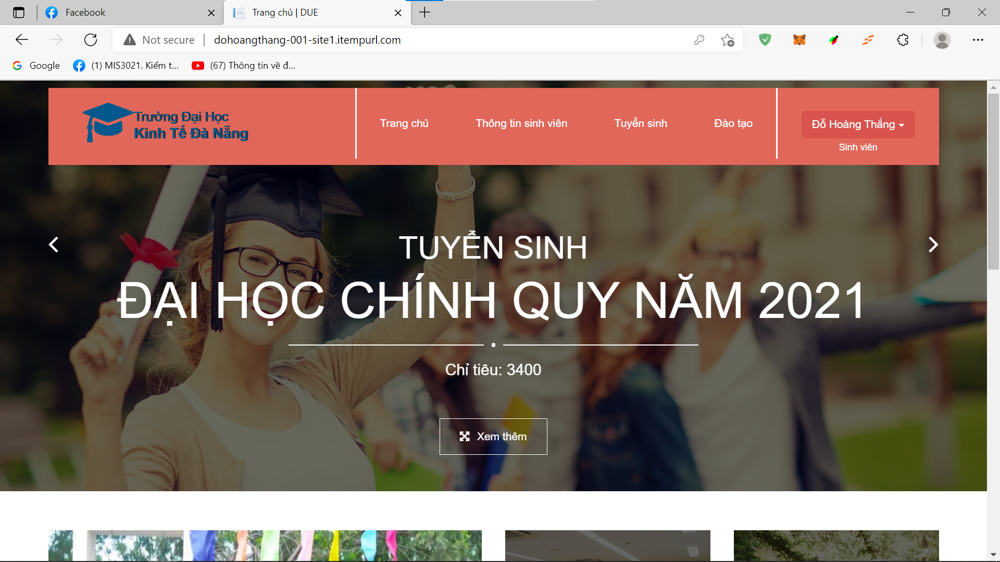 Facebook
Trang chủ | DUE
Not secure
dohoangthang-001-site1.itempurl.com
Google
(1) MIS3021. Kiểm t...
(67) Thông tin về đ...
Trường Đại Học
Kinh Tế Đà Nẵng
Trang chủ
Thông tin sinh viên
Tuyển sinh
Đào tạo
Đỗ Hoàng Thắng
Sinh viên
TUYỂN SINH
ĐẠI HỌC CHÍNH QUY NĂM 2021
Chỉ tiêu: 3400
Xem thêm